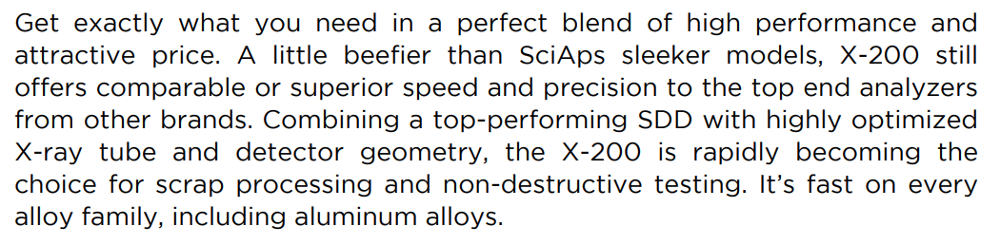 Get exactly what you need in a perfect blend of high performance and
attractive price. A little beefier than SciAps sleeker models, X-200 still
offers comparable or superior speed and precision to the top end analyzers
from other brands. Combining a top-performing SDD with highly optimized
X-ray tube and detector geometry, the X-200 is rapidly becoming the
choice for scrap processing and non-destructive testing. It’s fast on every
alloy family, including aluminum alloys.